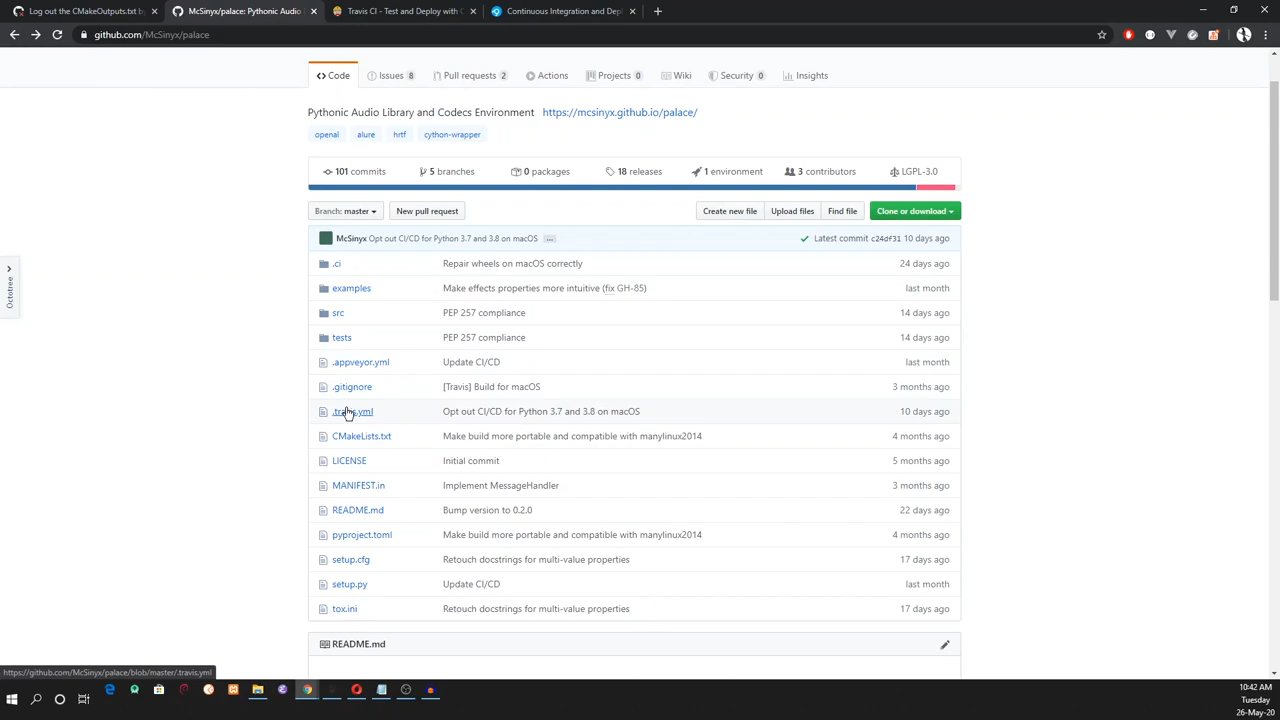 Log out the CMakeOutputs.txt in
McSinyx/palace: Pythonic Audio L
Travis CI - Test and Deploy with C
Continuous Integration and Depl
github.com/McSinyx/palace
Code
Issues 8
Pull requests 2
Actions
Projects 0
Wiki
Security 0
Insights
Pythonic Audio Library and Codecs Environment https://mcsinyx.github.io/palace/
openal alure hrtf cython-wrapper
101 commits 5 branches 0 packages 18 releases 1 environment 3 contributors LGPL-3.0
Branch: master New pull request Create new file Upload files Find file Clone or download
McSinyx Opt out CI/CD for Python 3.7 and 3.8 on macOS ... Latest commit c24df31 10 days ago
.ci Repair wheels on macOS correctly 24 days ago
examples Make effects properties more intuitive (fix GH-85) last month
src PEP 257 compliance 14 days ago
tests PEP 257 compliance 14 days ago
.appveyor.yml Update CI/CD last month
.gitignore [Travis] Build for macOS 3 months ago
.travis.yml Opt out CI/CD for Python 3.7 and 3.8 on macOS 10 days ago
CMakeLists.txt Make build more portable and compatible with manylinux2014 4 months ago
LICENSE Initial commit 5 months ago
MANIFEST.in Implement MessageHandler 3 months ago
README.md Bump version to 0.2.0 22 days ago
pyproject.toml Make build more portable and compatible with manylinux2014 4 months ago
setup.cfg Retouch docstrings for multi-value properties 17 days ago
setup.py Update CI/CD last month
tox.ini Retouch docstrings for multi-value properties 17 days ago
README.md
Octotree
https://github.com/McSinyx/palace/blob/master/.travis.yml
10:42 AM
Tuesday
26-May-20